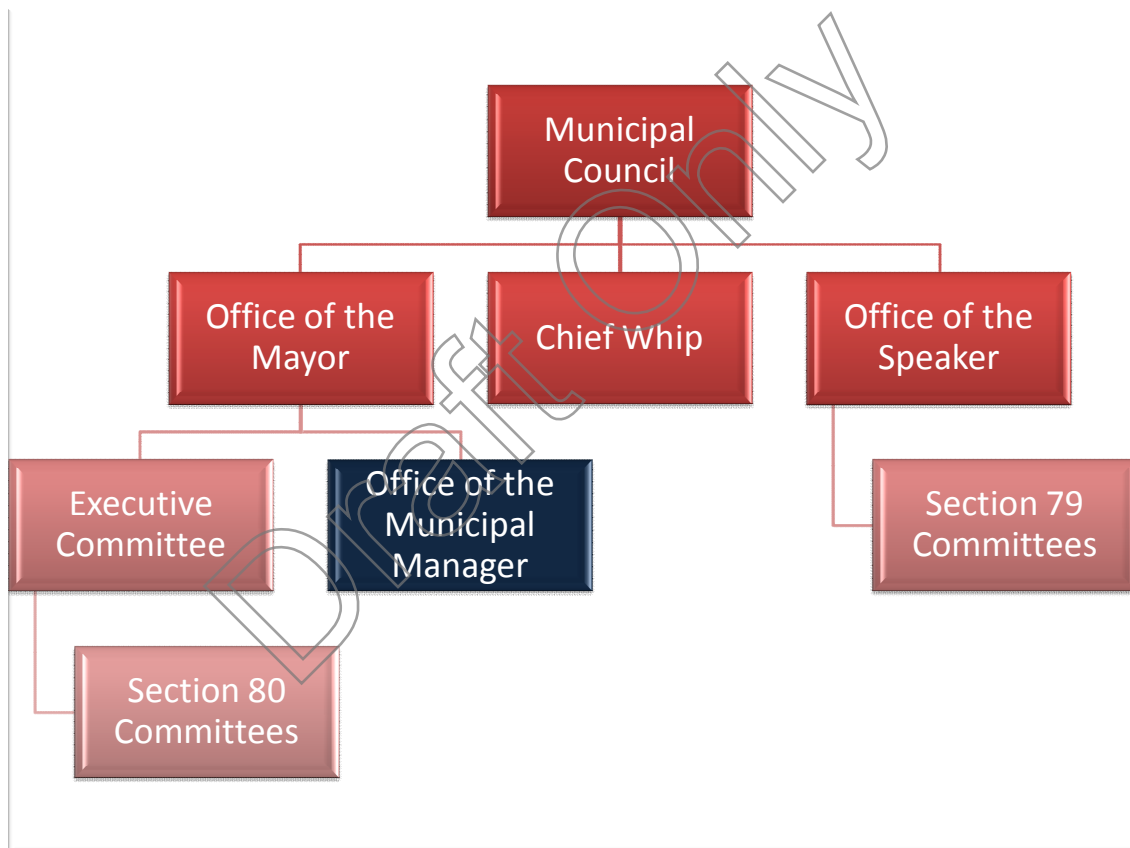 Municipal
Council
Office of the
Mayor
Chief Whip
Office of the
Speaker
Executive
Committee
Office of the
Municipal
Manager
Section 79
Committees
Section 80
Committees
Draft Only